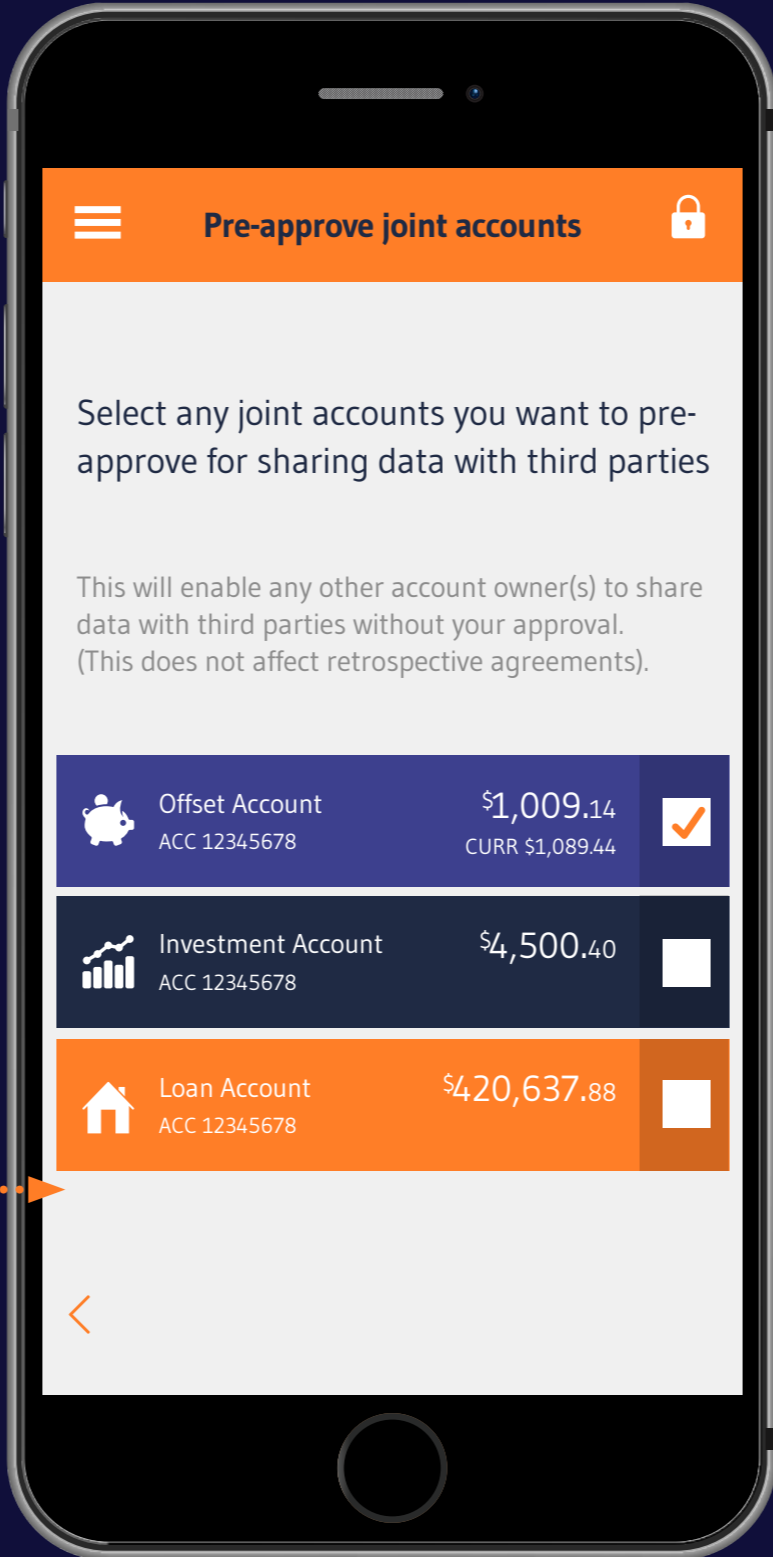 Pre-approve joint accounts
Select any joint accounts you want to pre-
approve for sharing data with third parties
This will enable any other account owner(s) to share
data with third parties without your approval.
(This does not affect retrospective agreements).
Offset Account $1,009.14
ACC 12345678 CURR $1,089.44
Investment Account $4,500.40
ACC 12345678
Loan Account $420,637.88
ACC 12345678